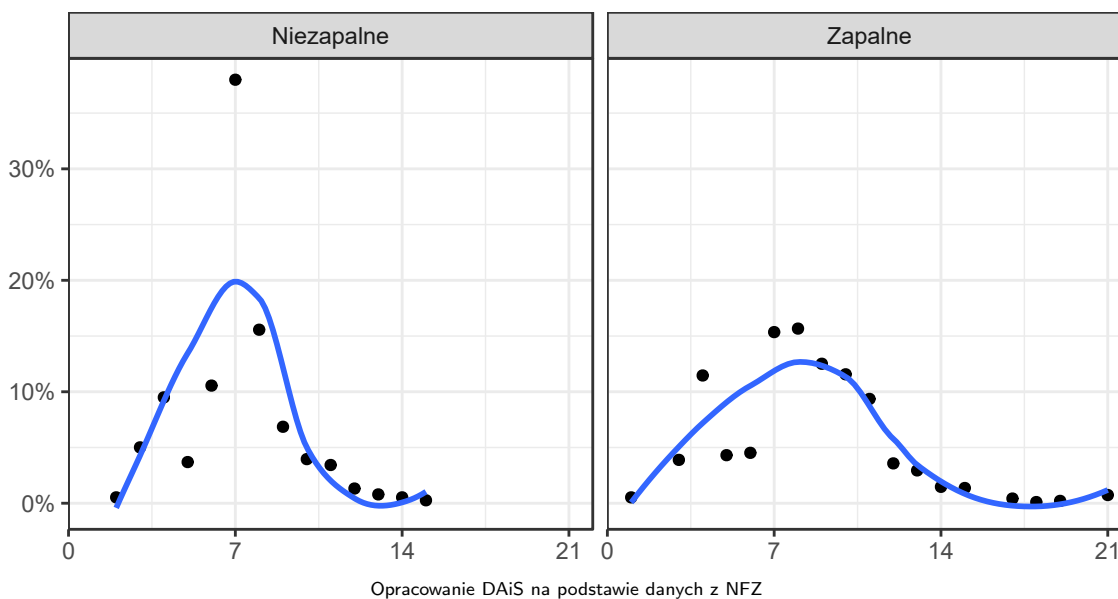 Niezapalne
Zapalne
30%
20%
10%
0%
0 7 14 21
0 7 14 21
Opracowanie DAiS na podstawie danych z NFZ